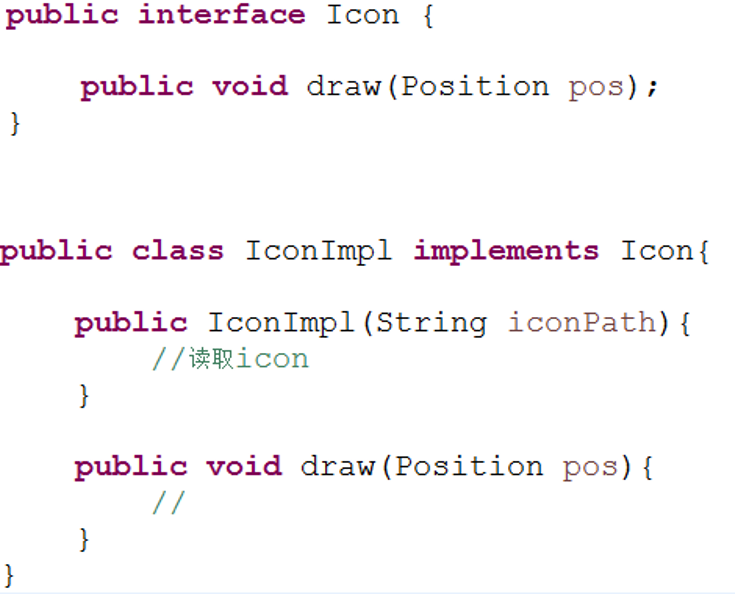 public interface Icon {
public void draw(Position pos);
}
public class IconImpl implements Icon{
public IconImpl(String iconPath){
//读取icon
}
public void draw(Position pos){
//
}
}